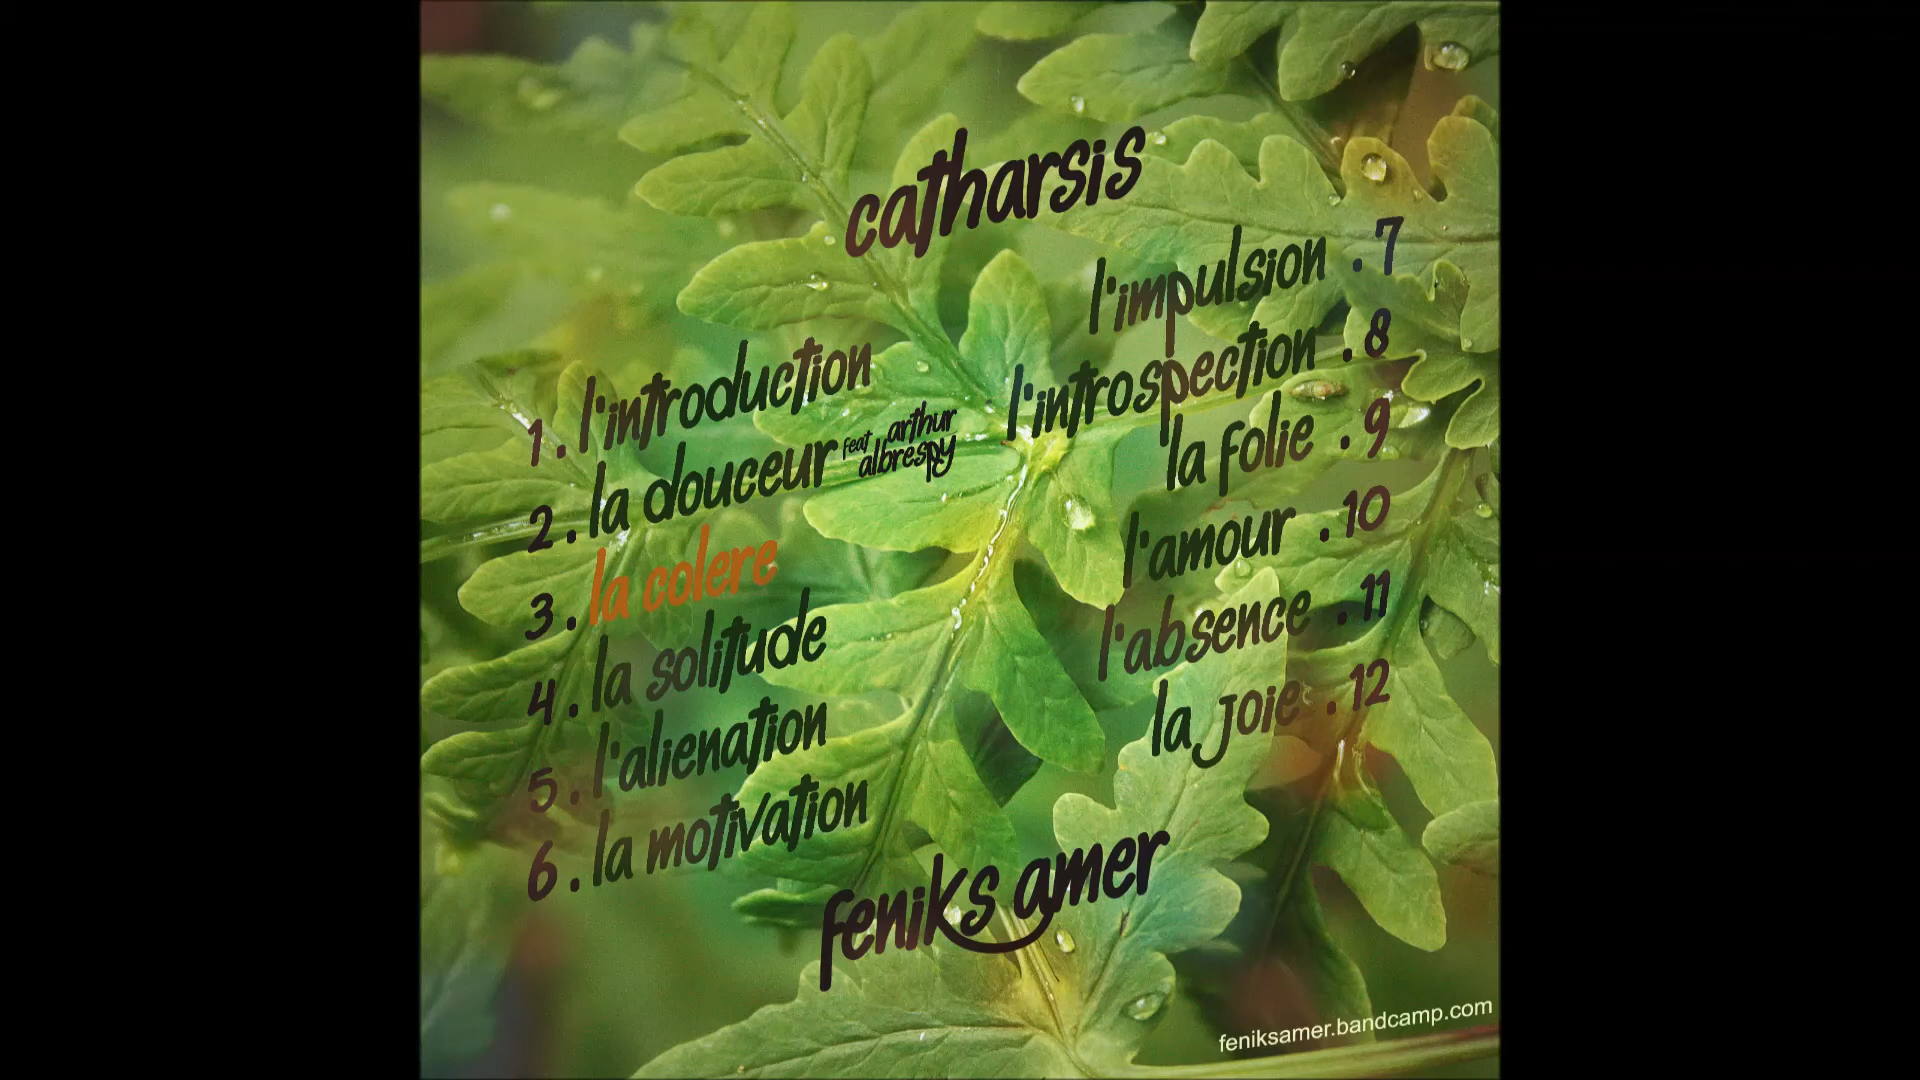 catharsis
1. l'introduction
2. la douceur feat arthur albrespy
3. la colere
4. la solitude
5. l'alienation
6. la motivation
l'impulsion . 7
l'introspection . 8
la folie . 9
l'amour . 10
l'absence . 11
la joie . 12
feniks amer
feniksamer.bandcamp.com